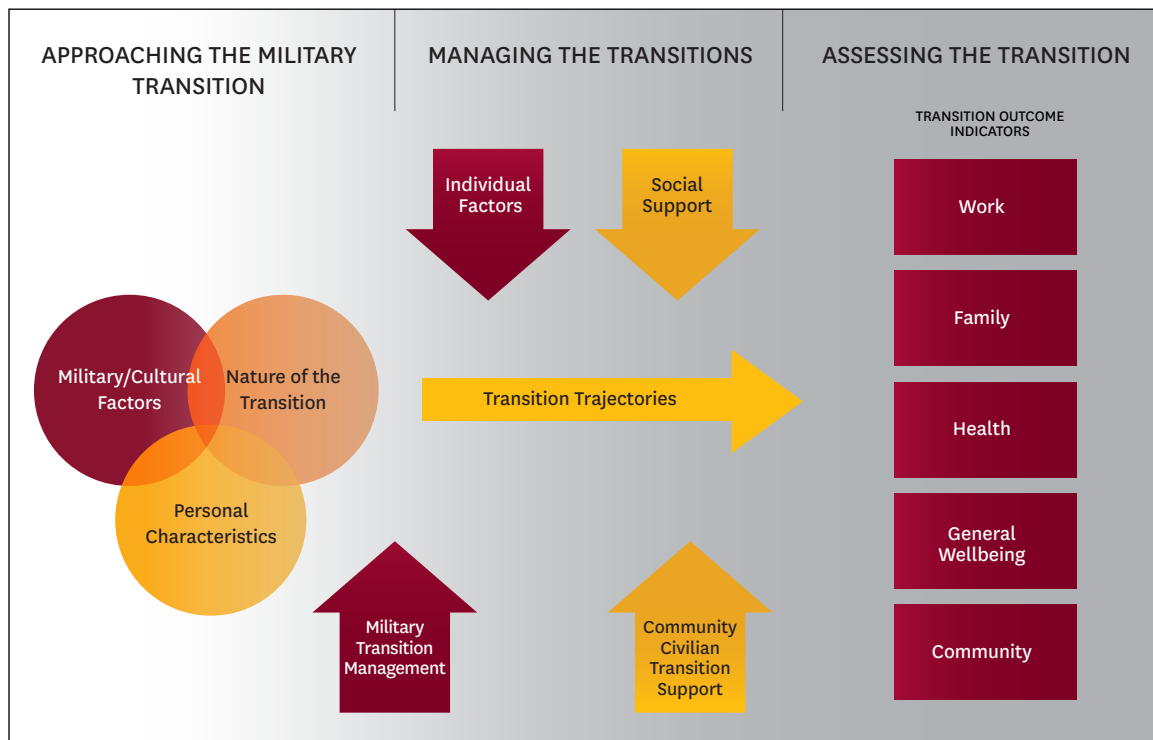 APPROACHING THE MILITARY
TRANSITION
MANAGING THE TRANSITIONS
ASSESSING THE TRANSITION
TRANSITION OUTCOME
INDICATORS
Individual
Factors
Social
Support
Military/Cultural
Factors
Nature of the
Transition
Personal
Characteristics
Transition Trajectories
Military
Transition
Management
Community
Civilian
Transition
Support
Work
Family
Health
General
Wellbeing
Community